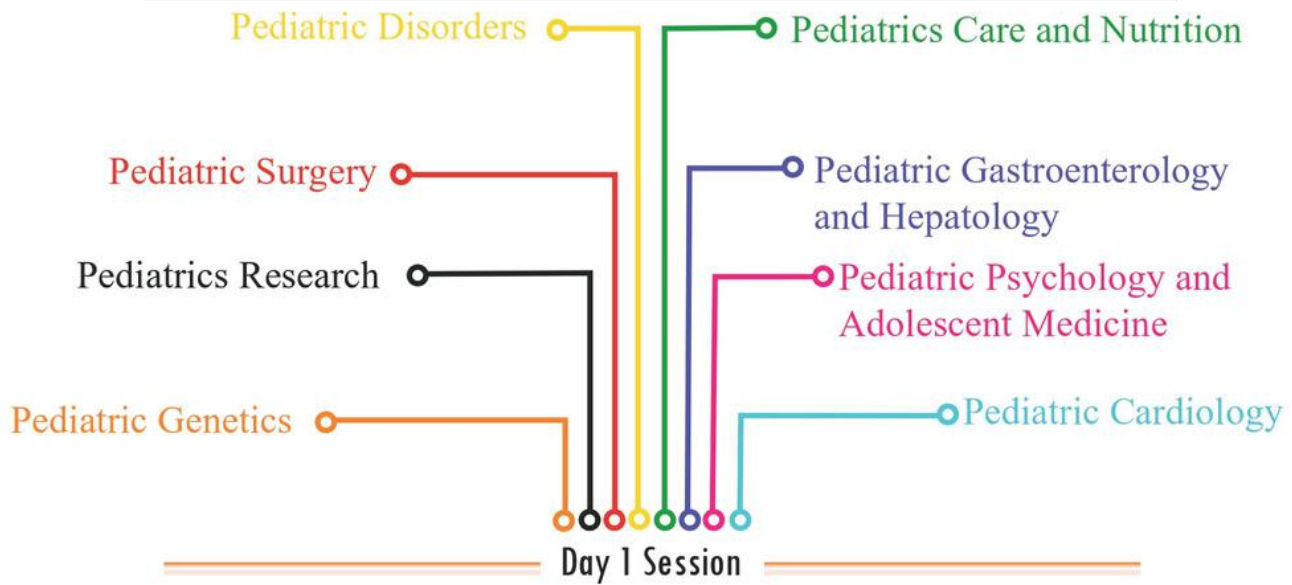 Pediatric Disorders
Pediatrics Care and Nutrition
Pediatric Surgery
Pediatric Gastroenterology
and Hepatology
Pediatrics Research
Pediatric Psychology and
Adolescent Medicine
Pediatric Genetics
Pediatric Cardiology
Day 1 Session